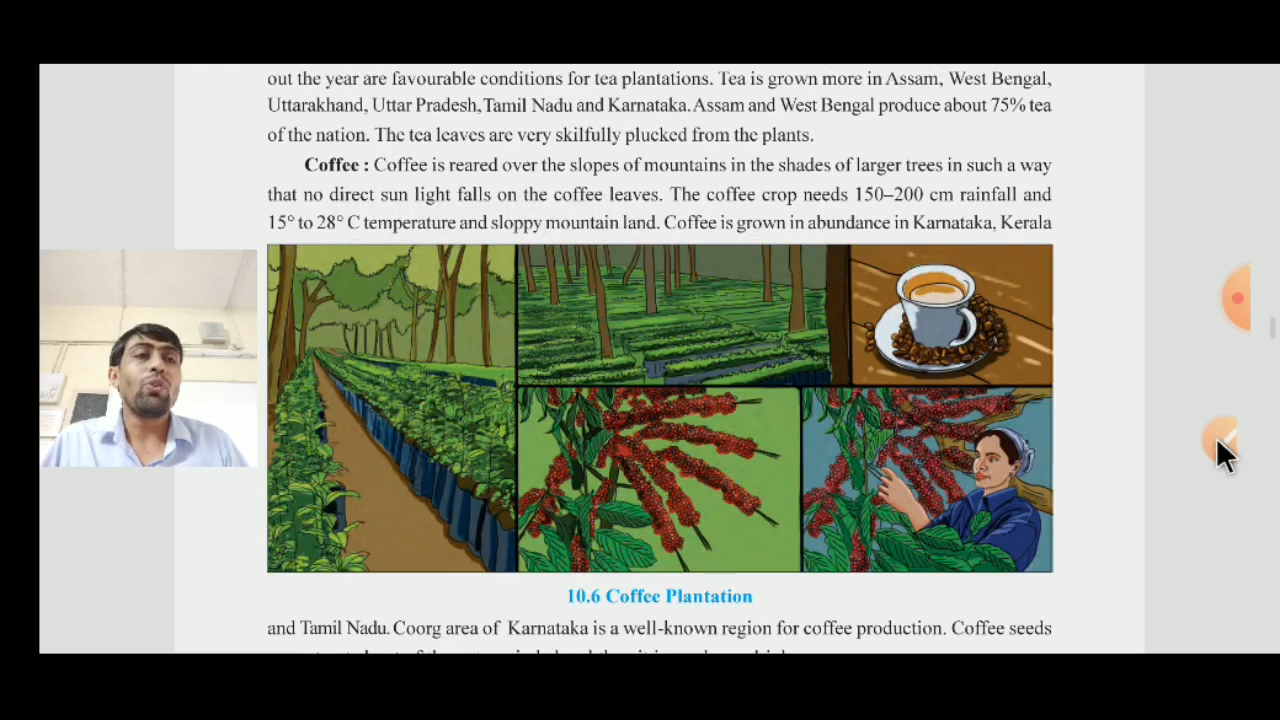 out the year are favourable conditions for tea plantations. Tea is grown more in Assam, West Bengal,
Uttarakhand, Uttar Pradesh, Tamil Nadu and Karnataka. Assam and West Bengal produce about 75% tea
of the nation. The tea leaves are very skilfully plucked from the plants.
Coffee : Coffee is reared over the slopes of mountains in the shades of larger trees in such a way
that no direct sun light falls on the coffee leaves. The coffee crop needs 150–200 cm rainfall and
15° to 28° C temperature and sloppy mountain land. Coffee is grown in abundance in Karnataka, Kerala
10.6 Coffee Plantation
and Tamil Nadu. Coorg area of Karnataka is a well-known region for coffee production. Coffee seeds